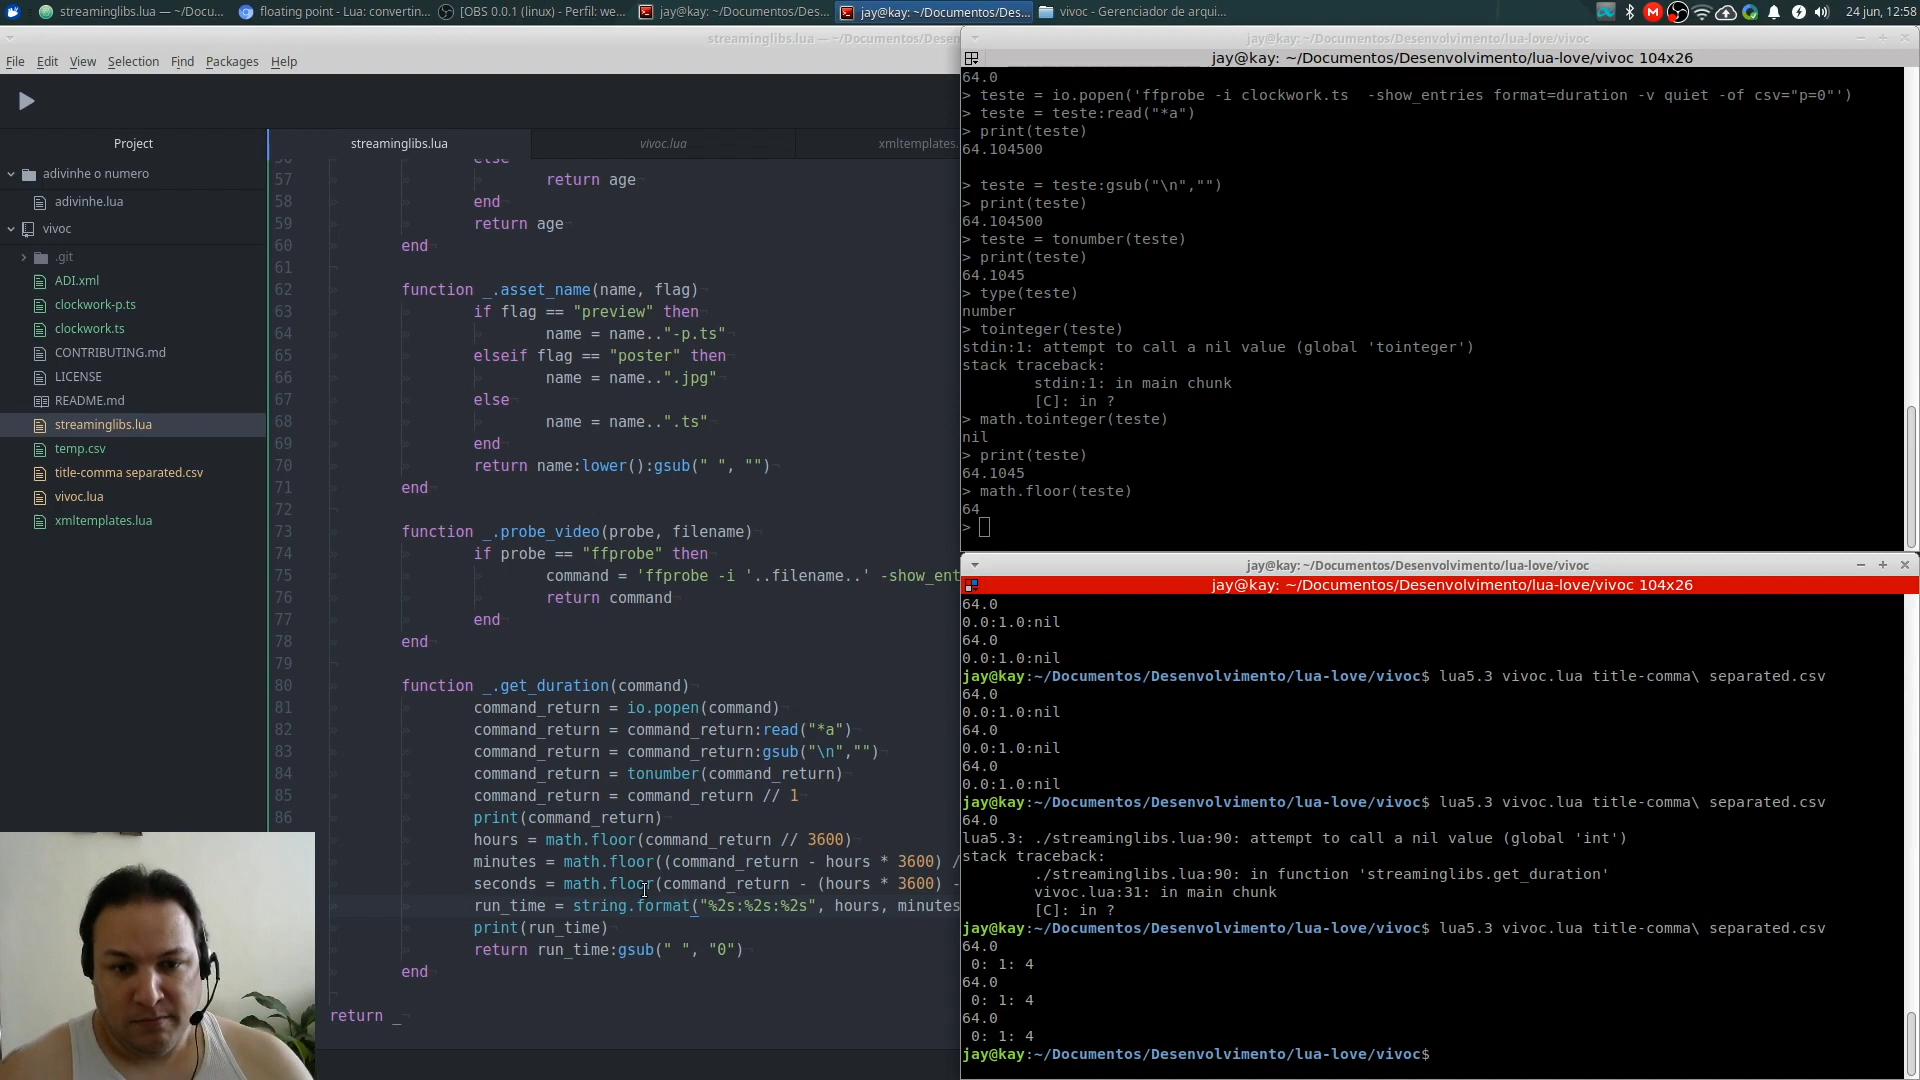 streaminglibs.lua — ~/Docu...
floating point - Lua: convertin...
[OBS 0.0.1 (linux) - Perfil: we...
jay@kay: ~/Documentos/Des...
jay@kay: ~/Documentos/Des...
vivoc - Gerenciador de arqui...
24 jun, 12:58
streaminglibs.lua — ~/Documentos/Desen
File Edit View Selection Find Packages Help
Project
adivinhe o numero
adivinhe.lua
vivoc
.git
ADI.xml
clockwork-p.ts
clockwork.ts
CONTRIBUTING.md
LICENSE
README.md
streaminglibs.lua
temp.csv
title-comma separated.csv
vivoc.lua
xmltemplates.lua
streaminglibs.lua
vivoc.lua
xmltemplates.
56 else
57 return age
58 end
59 return age
60 end
61
62 function _.asset_name(name, flag)
63 if flag == "preview" then
64 name = name.."-p.ts"
65 elseif flag == "poster" then
66 name = name..".jpg"
67 else
68 name = name..".ts"
69 end
70 return name:lower():gsub(" ", "")
71 end
72
73 function _.probe_video(probe, filename)
74 if probe == "ffprobe" then
75 command = 'ffprobe -i '..filename..' -show_ent
76 return command
77 end
78 end
79
80 function _.get_duration(command)
81 command_return = io.popen(command)
82 command_return = command_return:read("*a")
83 command_return = command_return:gsub("\n","")
84 command_return = tonumber(command_return)
85 command_return = command_return // 1
86 print(command_return)
hours = math.floor(command_return // 3600)
minutes = math.floor((command_return - hours * 3600) /
seconds = math.floor(command_return - (hours * 3600) -
run_time = string.format("%2s:%2s:%2s", hours, minutes
print(run_time)
return run_time:gsub(" ", "0")
end
return _
jay@kay: ~/Documentos/Desenvolvimento/lua-love/vivoc
jay@kay: ~/Documentos/Desenvolvimento/lua-love/vivoc 104x26
64.0
> teste = io.popen('ffprobe -i clockwork.ts  -show_entries format=duration -v quiet -of csv="p=0"')
> teste = teste:read("*a")
> print(teste)
64.104500
> teste = teste:gsub("\n","")
> print(teste)
64.104500
> teste = tonumber(teste)
> print(teste)
64.1045
> type(teste)
number
> tointeger(teste)
stdin:1: attempt to call a nil value (global 'tointeger')
stack traceback:
stdin:1: in main chunk
[C]: in ?
> math.tointeger(teste)
nil
> print(teste)
64.1045
> math.floor(teste)
64
>
jay@kay: ~/Documentos/Desenvolvimento/lua-love/vivoc
jay@kay: ~/Documentos/Desenvolvimento/lua-love/vivoc 104x26
64.0
0.0:1.0:nil
64.0
0.0:1.0:nil
jay@kay:~/Documentos/Desenvolvimento/lua-love/vivoc$ lua5.3 vivoc.lua title-comma\ separated.csv
64.0
0.0:1.0:nil
64.0
0.0:1.0:nil
64.0
0.0:1.0:nil
jay@kay:~/Documentos/Desenvolvimento/lua-love/vivoc$ lua5.3 vivoc.lua title-comma\ separated.csv
64.0
lua5.3: ./streaminglibs.lua:90: attempt to call a nil value (global 'int')
stack traceback:
./streaminglibs.lua:90: in function 'streaminglibs.get_duration'
vivoc.lua:31: in main chunk
[C]: in ?
jay@kay:~/Documentos/Desenvolvimento/lua-love/vivoc$ lua5.3 vivoc.lua title-comma\ separated.csv
64.0
0: 1: 4
64.0
0: 1: 4
64.0
0: 1: 4
jay@kay:~/Documentos/Desenvolvimento/lua-love/vivoc$